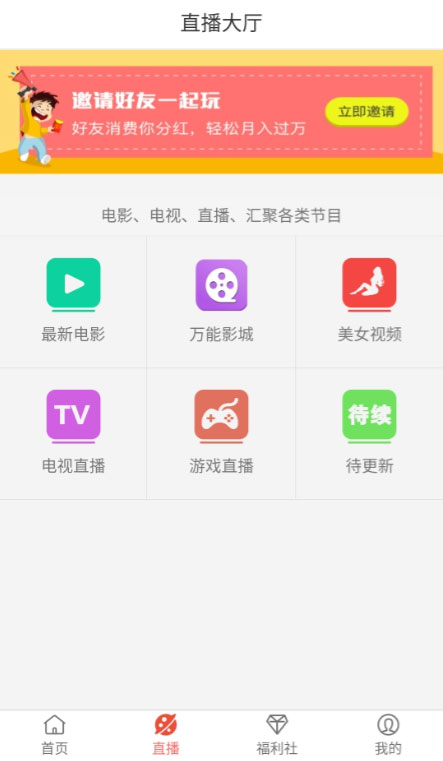 直播大厅
邀请好友一起玩
好友消费你分红，轻松月入过万
立即邀请
电影、电视、直播、汇聚各类节目
最新电影
万能影城
美女视频
TV
待续
电视直播
游戏直播
待更新
首页
直播
福利社
我的